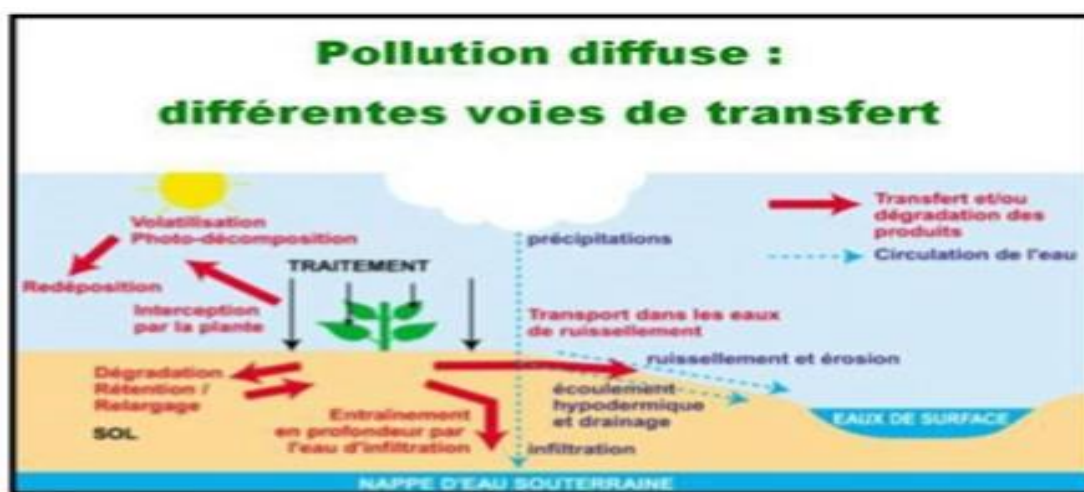 Pollution diffuse :
différentes voies de transfert
Volatilisation
Photo-décomposition
Redéposition
Interception
par la plante
TRAITEMENT
précipitations
Transfert et/ou
dégradation des
produits
Circulation de l'eau
Transport dans les eaux
de ruissellement
ruissellement et érosion
Dégradation
Rétention /
Relargage
SOL
Entraînement
en profondeur par
l'eau d'infiltration
écoulement
hypodermique
et drainage
infiltration
EAUX DE SURFACE
NAPPE D'EAU SOUTERRAINE